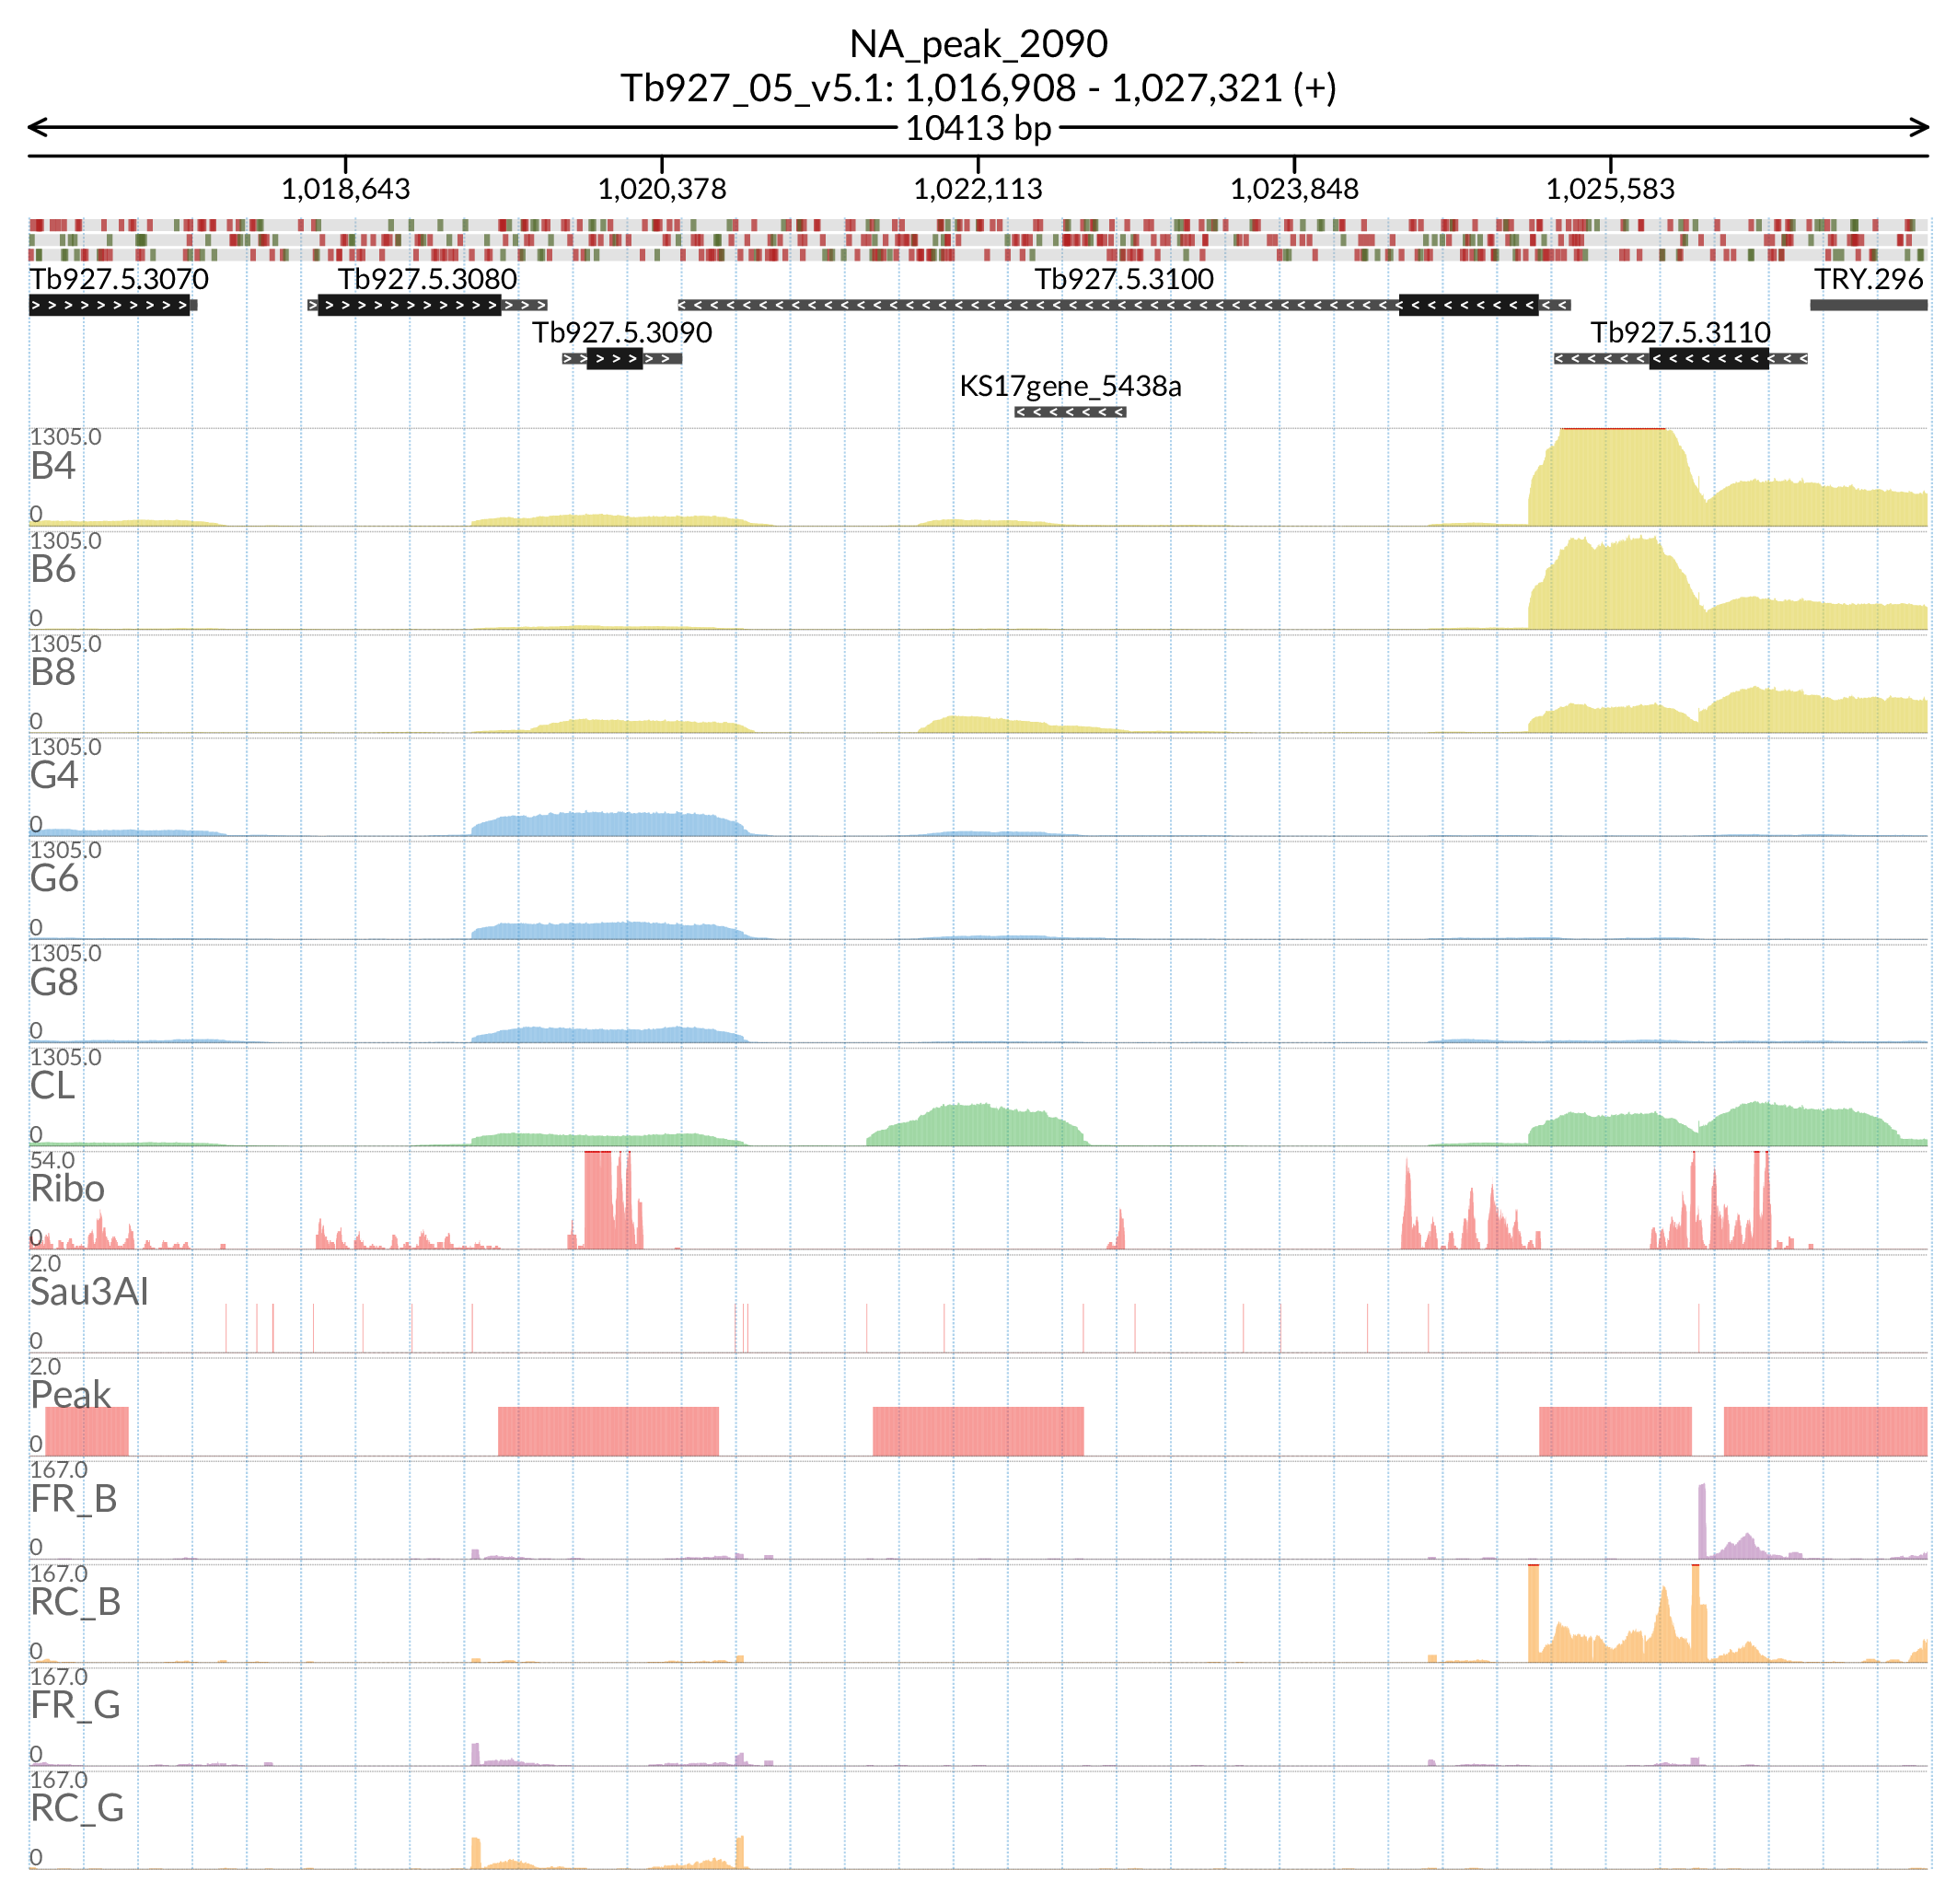 NA_peak_2090
Tb927_05_v5.1: 1,016,908 - 1,027,321 (+)
10413 bp
1,018,643 1,020,378 1,022,113 1,023,848 1,025,583
Tb927.5.3070 Tb927.5.3080 Tb927.5.3100 TRY.296
Tb927.5.3090 Tb927.5.3110
KS17gene_5438a
1305.0
B4
0
1305.0
B6
0
1305.0
B8
0
1305.0
G4
0
1305.0
G6
0
1305.0
G8
0
1305.0
CL
0
54.0
Ribo
0
2.0
Sau3AI
0
2.0
Peak
0
167.0
FR_B
0
167.0
RC_B
0
167.0
FR_G
0
167.0
RC_G
0